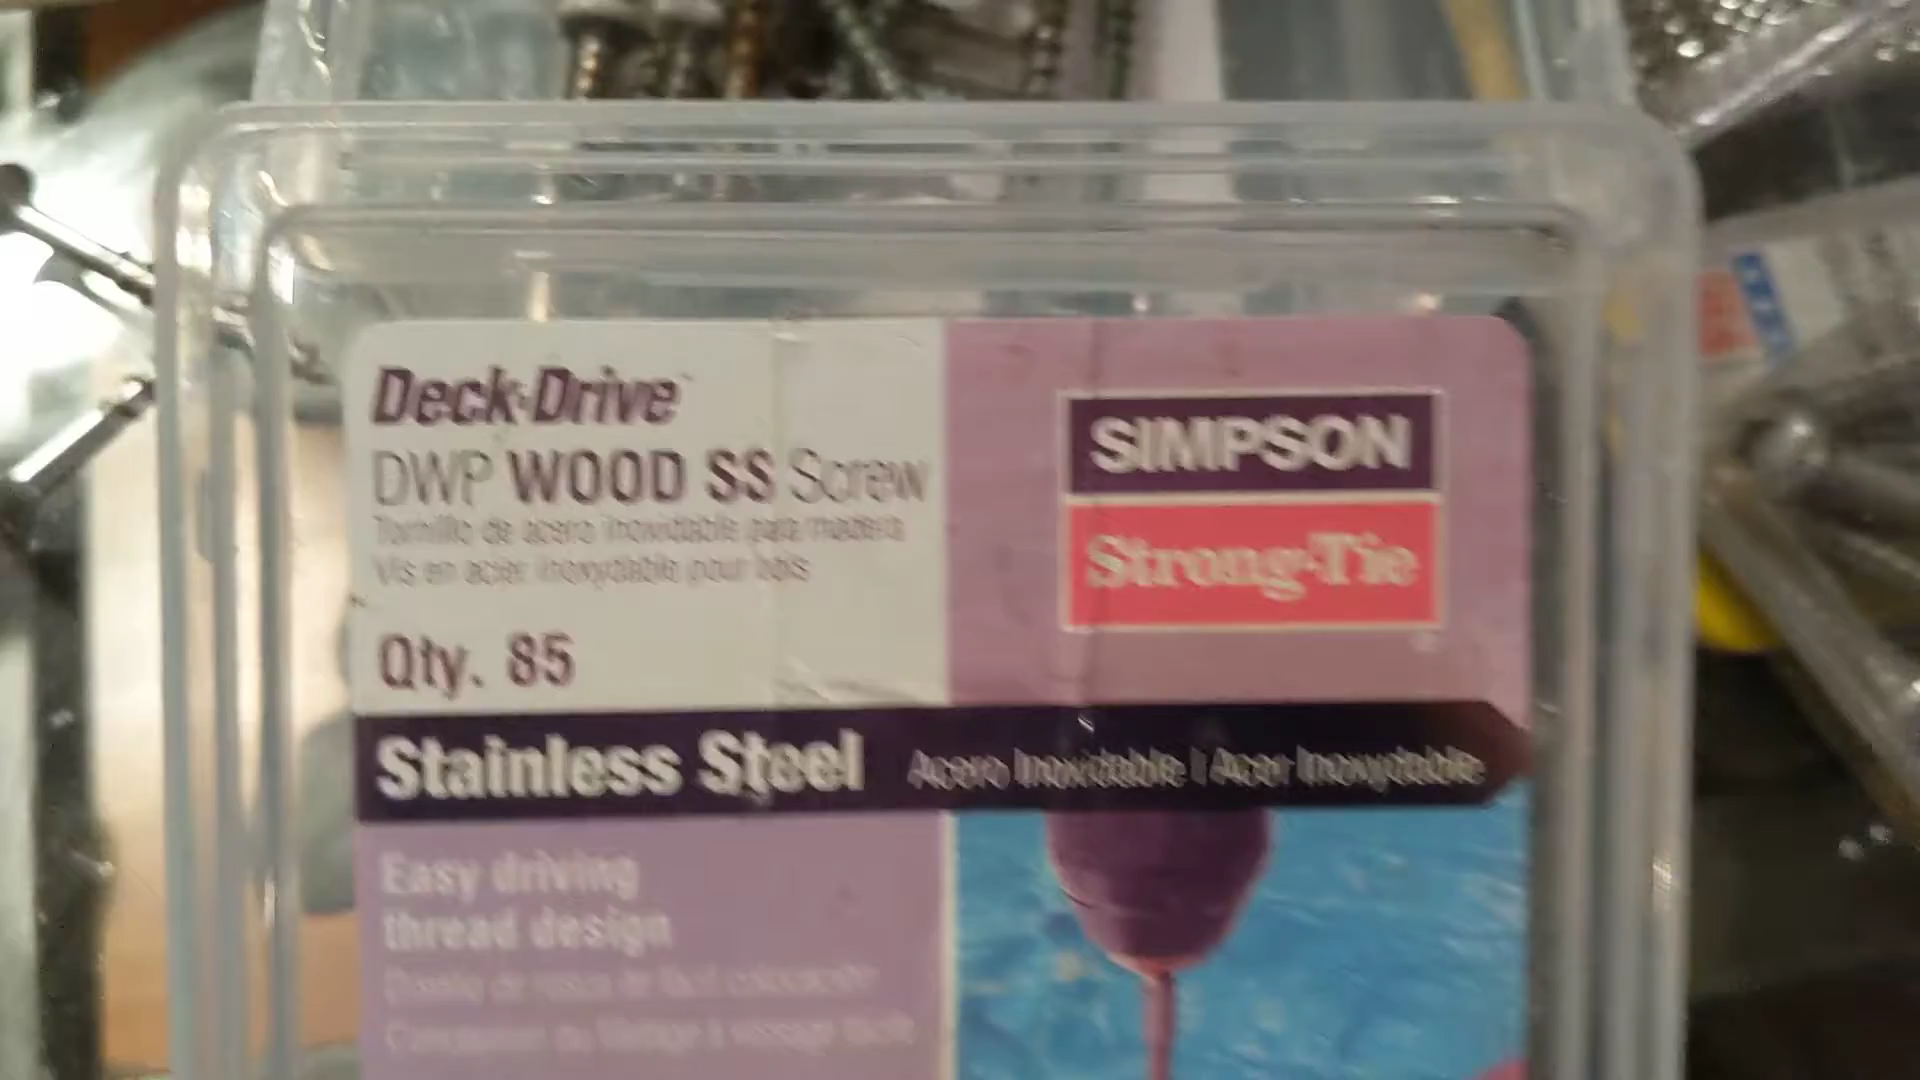 Deck-Drive™
DWP WOOD SS Screw
Tornillo de acero inoxidable para madera
Vis en acier inoxydable pour bois
Qty. 85
SIMPSON
Strong-Tie
®
Stainless Steel
Acero Inoxidable | Acier Inoxydable
Easy driving
thread design